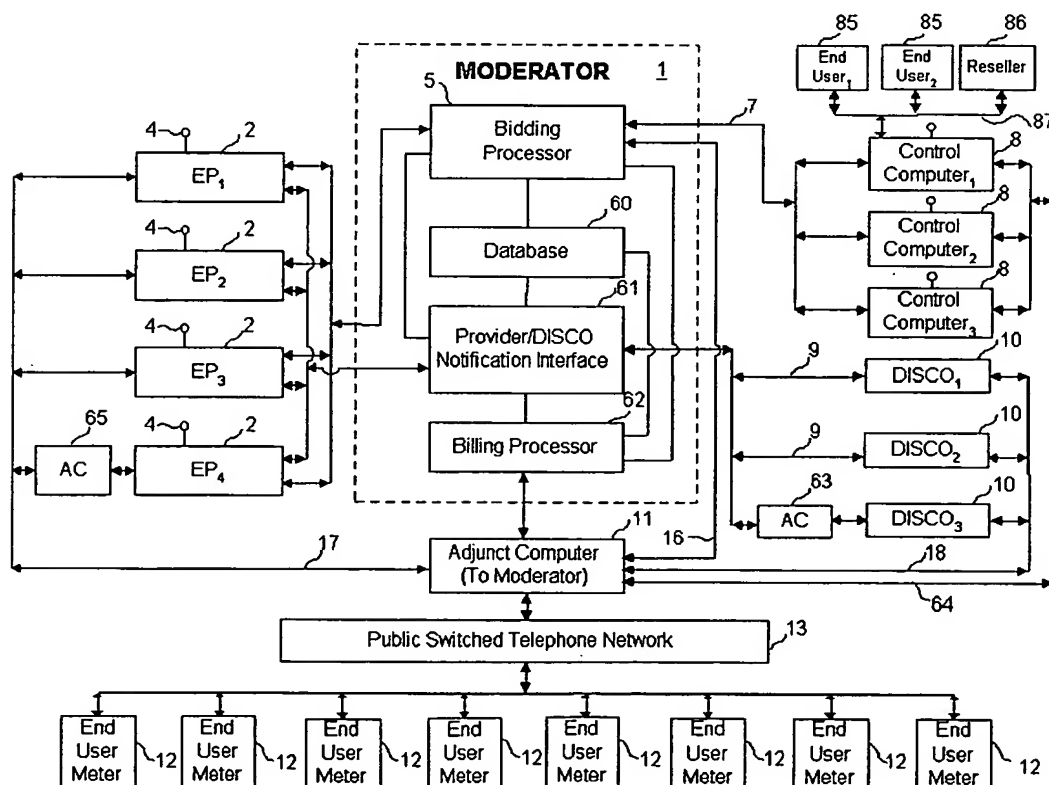 85
85
86
End User₁
End User₂
Reseller
87
MODERATOR 1
5
Bidding Processor
7
60
Database
61
Provider/DISCO Notification Interface
62
Billing Processor
4 2
EP₁
4 2
EP₂
4 2
EP₃
65
AC
4 2
EP₄
8
Control Computer₁
8
Control Computer₂
8
Control Computer₃
9
10
DISCO₁
9
10
DISCO₂
63
AC
10
DISCO₃
17
11
Adjunct Computer (To Moderator)
16
18
64
Public Switched Telephone Network
13
End User Meter
12
End User Meter
12
End User Meter
12
End User Meter
12
End User Meter
12
End User Meter
12
End User Meter
12
End User Meter
12